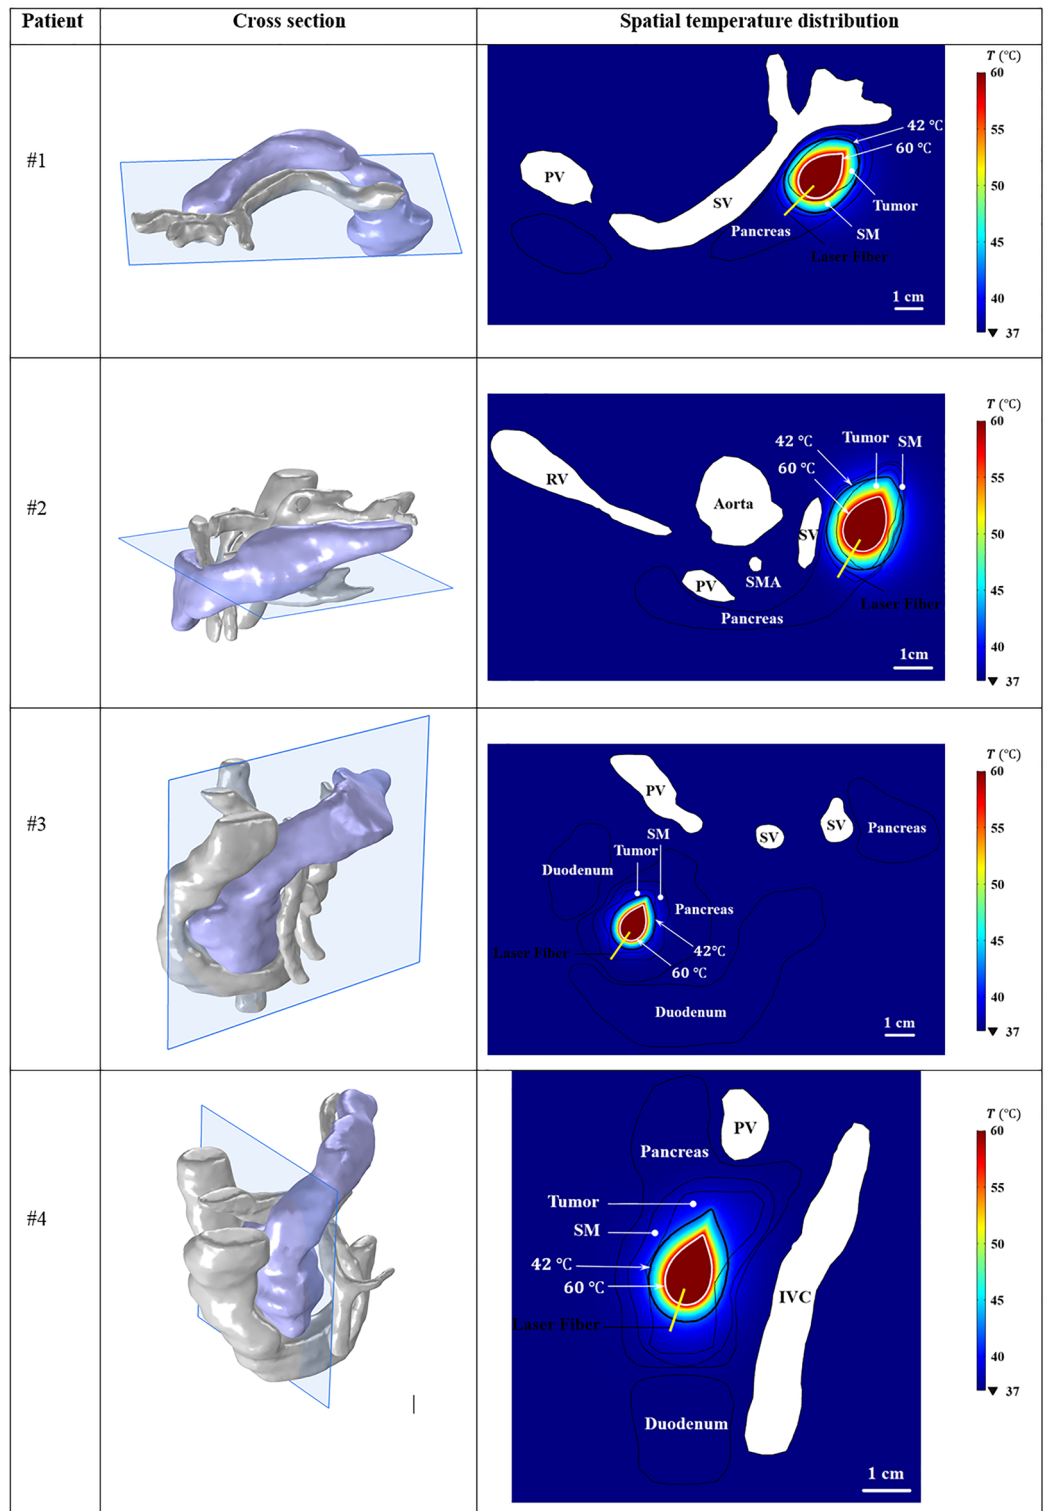 Patient Cross section Spatial temperature distribution
#1
T (°C)
60
55
50
45
40
▼ 37
42 °C
60 °C
PV
SV
Tumor
Pancreas
SM
Laser Fiber
1 cm
#2
T (°C)
60
55
50
45
40
▼ 37
42 °C
Tumor SM
60 °C
RV
Aorta
SV
SMA
PV
Laser Fiber
Pancreas
1cm
#3
T (°C)
60
55
50
45
40
▼ 37
PV
SM
SV
SV
Pancreas
Tumor
Duodenum
Pancreas
Laser Fiber
42°C
60 °C
Duodenum
1 cm
#4
T (°C)
60
55
50
45
40
▼ 37
PV
Pancreas
Tumor
SM
42 °C
60 °C
IVC
Laser Fiber
Duodenum
1 cm